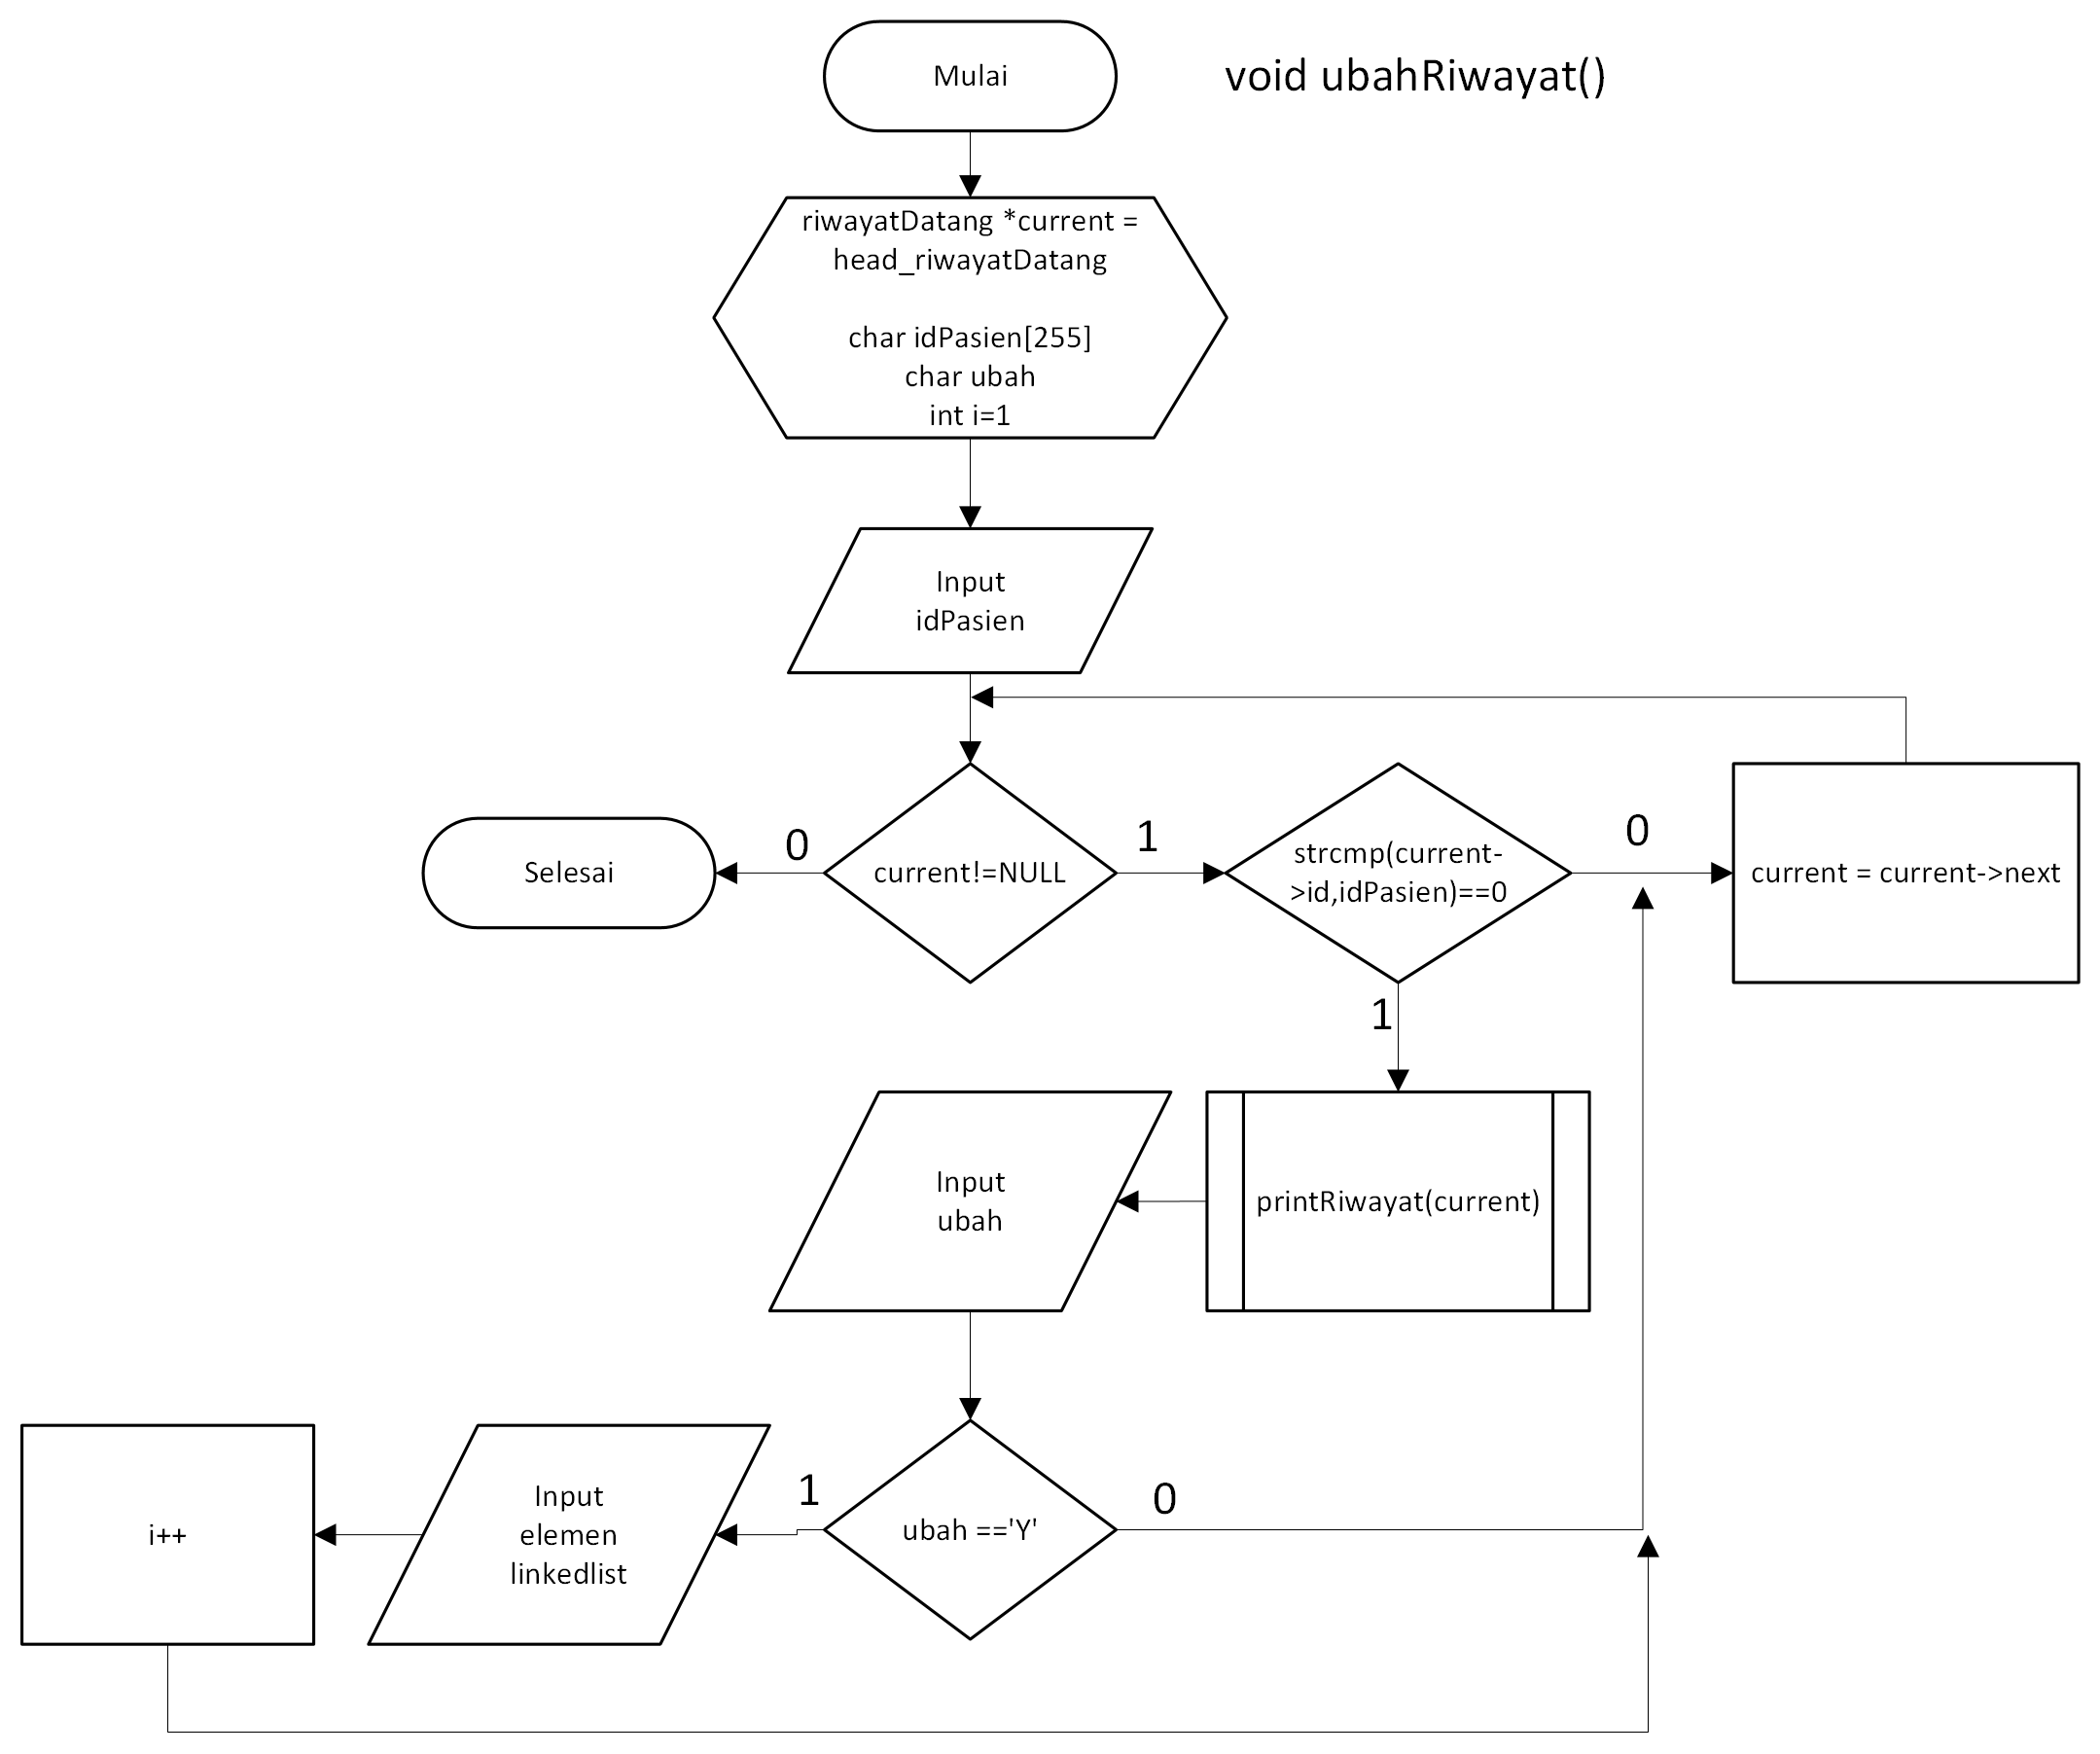 Mulai
void ubahRiwayat()
riwayatDatang *current =
head_riwayatDatang
char idPasien[255]
char ubah
int i=1
Input
idPasien
Selesai
0
current!=NULL
1
strcmp(current-
>id,idPasien)==0
0
current = current->next
1
Input
ubah
printRiwayat(current)
i++
Input
elemen
linkedlist
1
ubah =='Y'
0